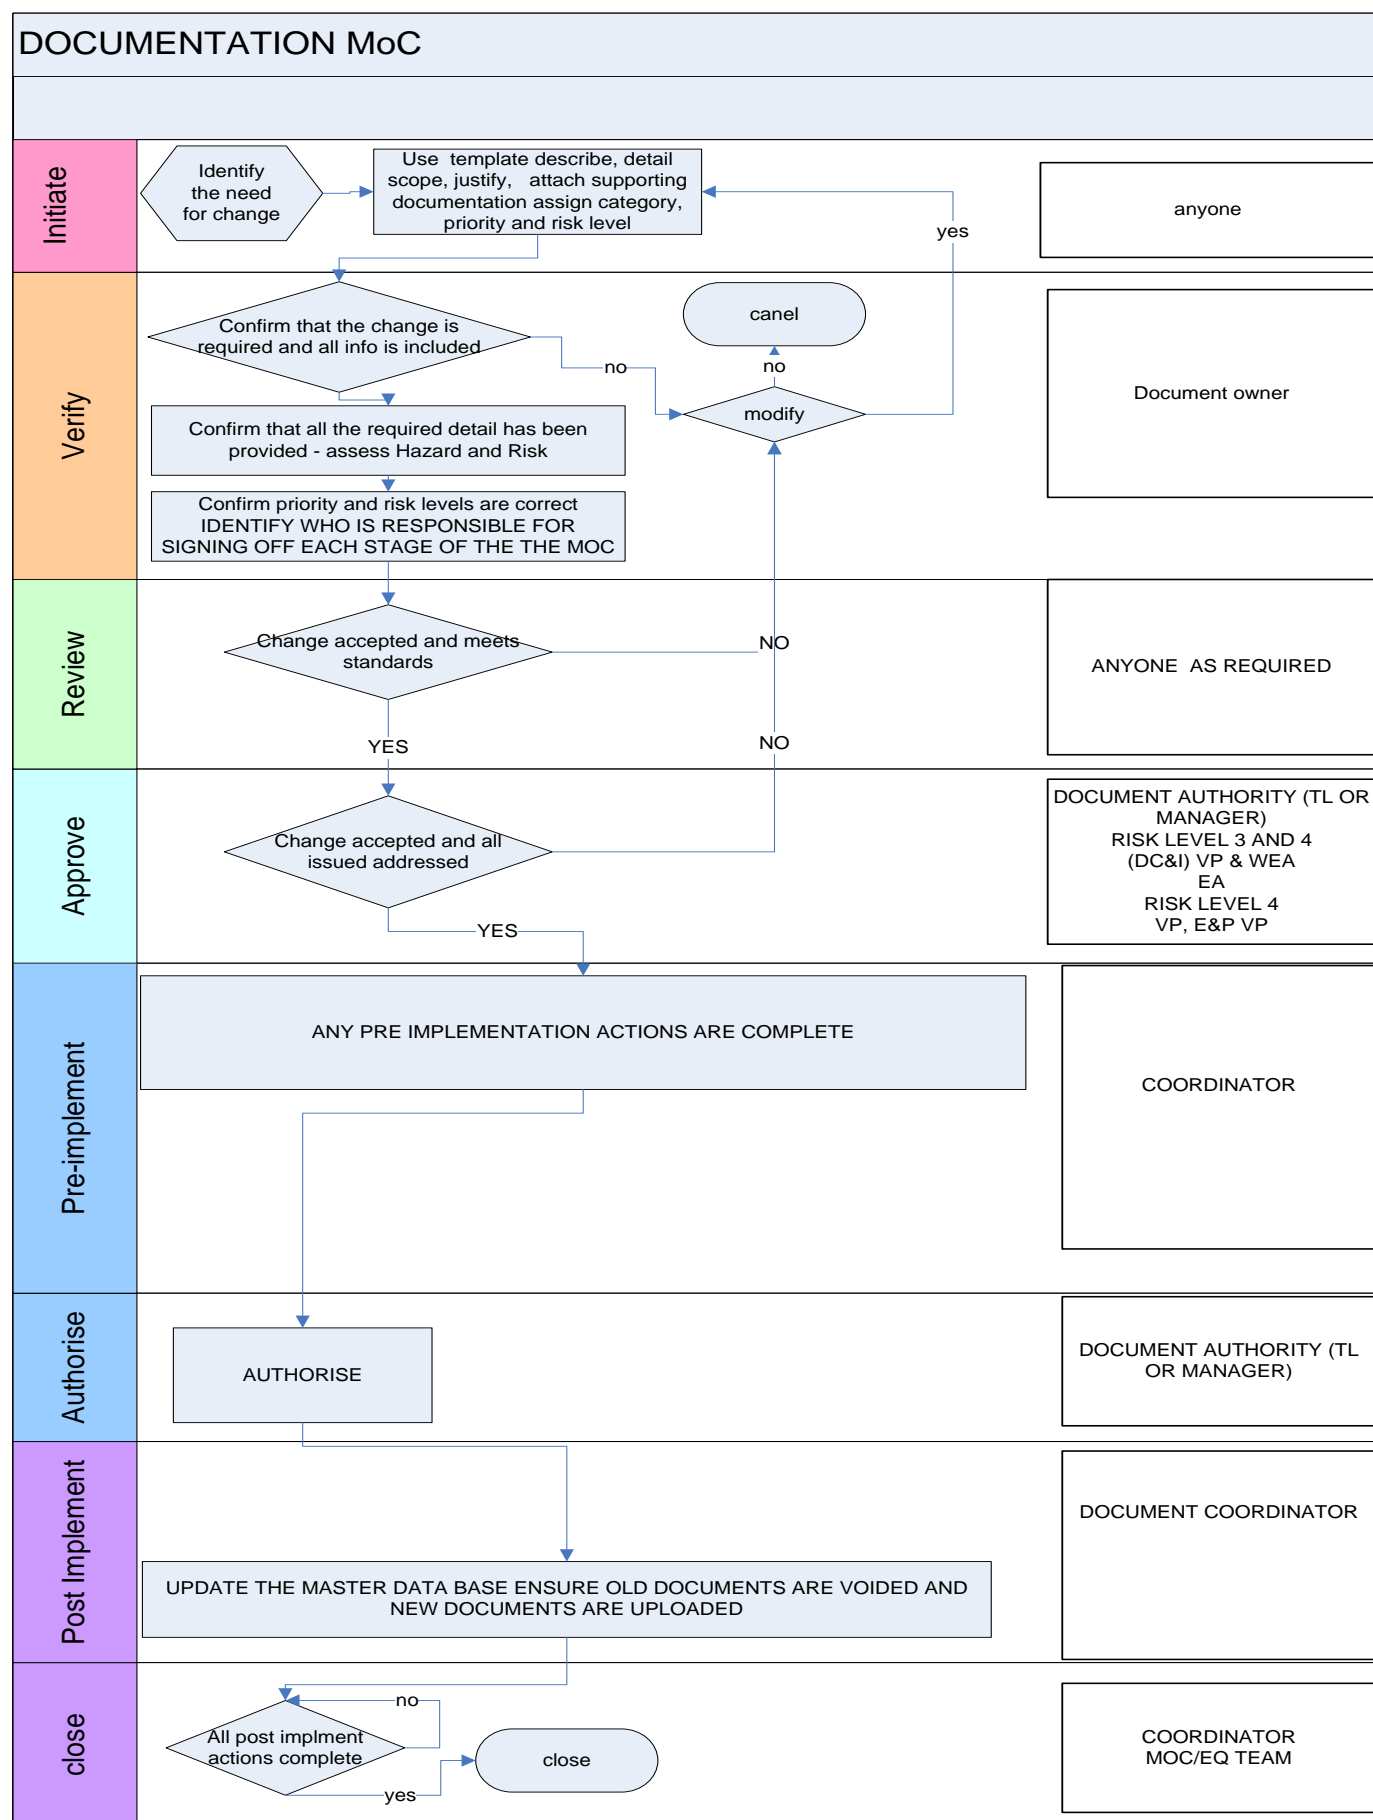 DOCUMENTATION MoC
Initiate
Identify
the need
for change
Use template describe, detail
scope, justify, attach supporting
documentation assign category,
priority and risk level
yes
anyone
Verify
Confirm that the change is
required and all info is included
no
canel
no
modify
Document owner
Confirm that all the required detail has been
provided - assess Hazard and Risk
Confirm priority and risk levels are correct
IDENTIFY WHO IS RESPONSIBLE FOR
SIGNING OFF EACH STAGE OF THE THE MOC
Review
Change accepted and meets
standards
NO
ANYONE AS REQUIRED
YES
NO
Approve
Change accepted and all
issued addressed
YES
DOCUMENT AUTHORITY (TL OR
MANAGER)
RISK LEVEL 3 AND 4
(DC&I) VP & WEA
EA
RISK LEVEL 4
VP, E&P VP
Pre-implement
ANY PRE IMPLEMENTATION ACTIONS ARE COMPLETE
COORDINATOR
Authorise
AUTHORISE
DOCUMENT AUTHORITY (TL
OR MANAGER)
Post Implement
DOCUMENT COORDINATOR
UPDATE THE MASTER DATA BASE ENSURE OLD DOCUMENTS ARE VOIDED AND
NEW DOCUMENTS ARE UPLOADED
close
no
All post implment
actions complete
yes
close
COORDINATOR
MOC/EQ TEAM